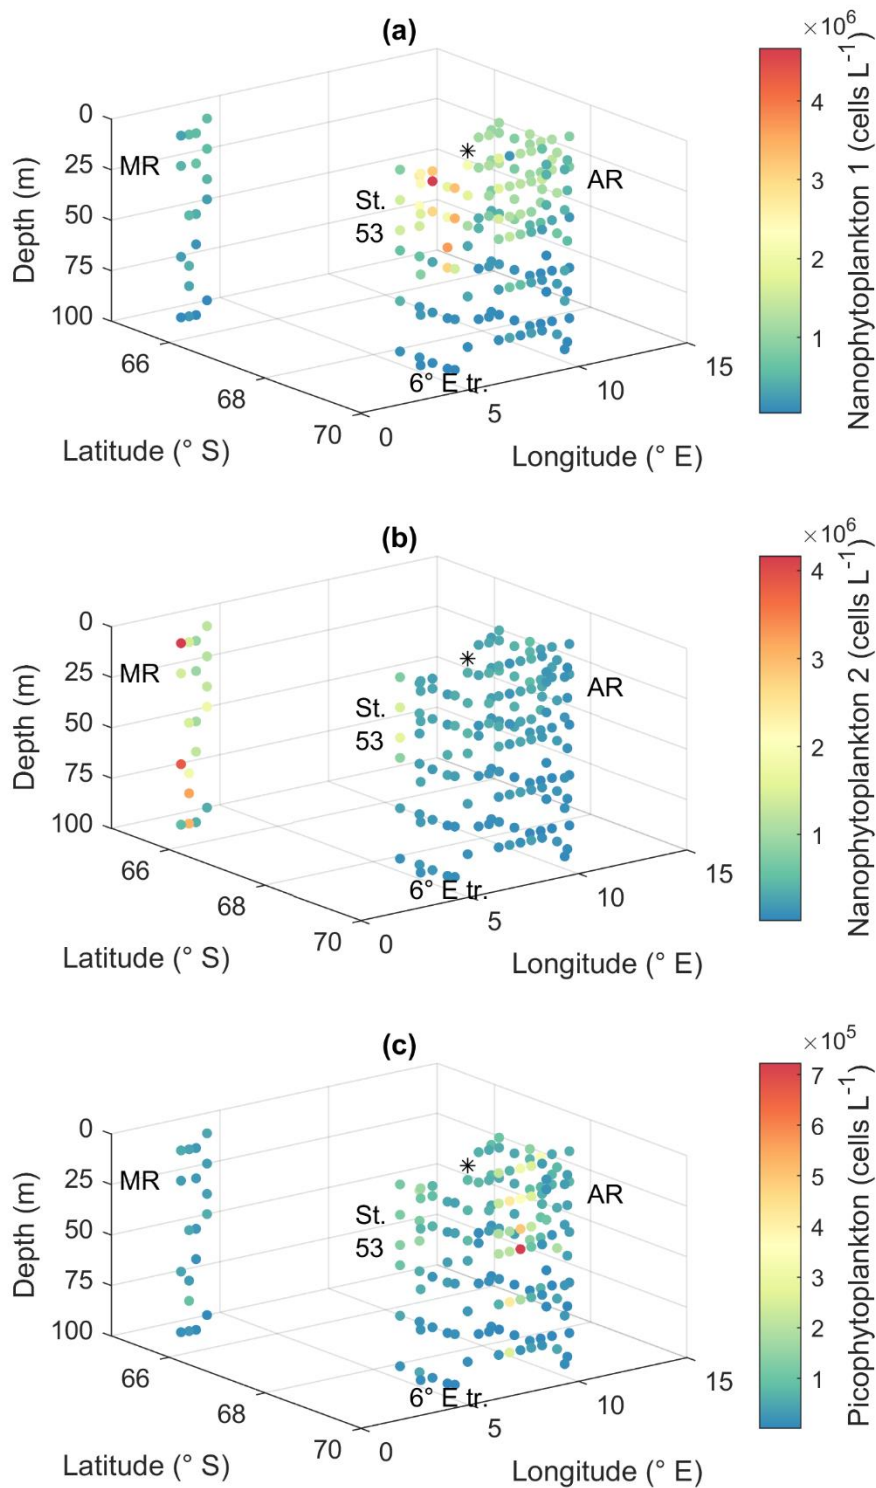 (a)
×10⁶
0
25
50
75
100
Depth (m)
MR
St.
53
*
AR
6° E tr.
66
68
70
Latitude (° S)
0
5
10
15
Longitude (° E)
4
3
2
1
Nanophytoplankton 1 (cells L⁻¹)
(b)
×10⁶
0
25
50
75
100
Depth (m)
MR
St.
53
*
AR
6° E tr.
66
68
70
Latitude (° S)
0
5
10
15
Longitude (° E)
4
3
2
1
Nanophytoplankton 2 (cells L⁻¹)
(c)
×10⁵
0
25
50
75
100
Depth (m)
MR
St.
53
*
AR
6° E tr.
66
68
70
Latitude (° S)
0
5
10
15
Longitude (° E)
7
6
5
4
3
2
1
Picophytoplankton (cells L⁻¹)